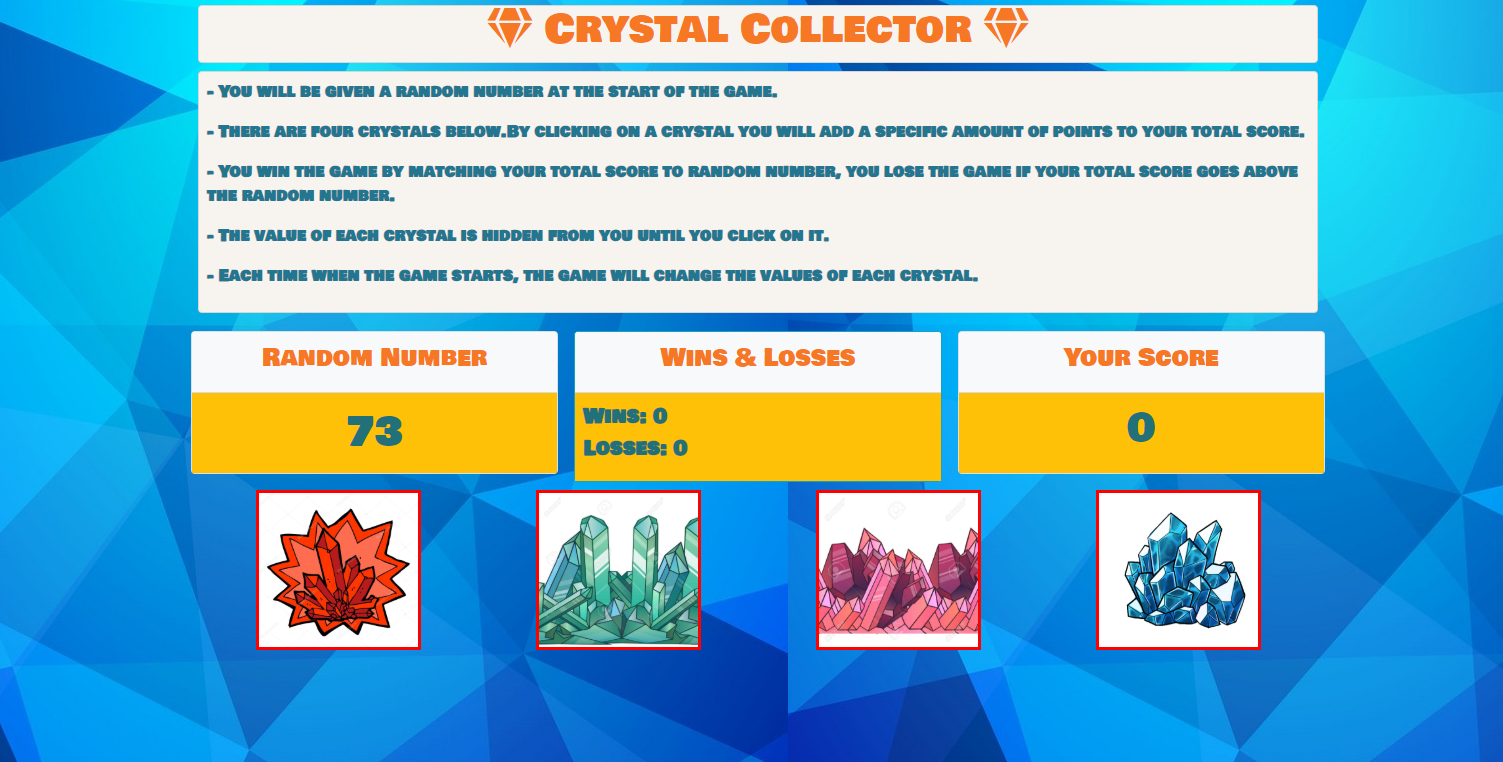 Crystal Collector
- You will be given a random number at the start of the game.
- There are four crystals below.By clicking on a crystal you will add a specific amount of points to your total score.
- You win the game by matching your total score to random number, you lose the game if your total score goes above
the random number.
- The value of each crystal is hidden from you until you click on it.
- Each time when the game starts, the game will change the values of each crystal.
Random Number
73
Wins & Losses
Wins: 0
Losses: 0
Your Score
0